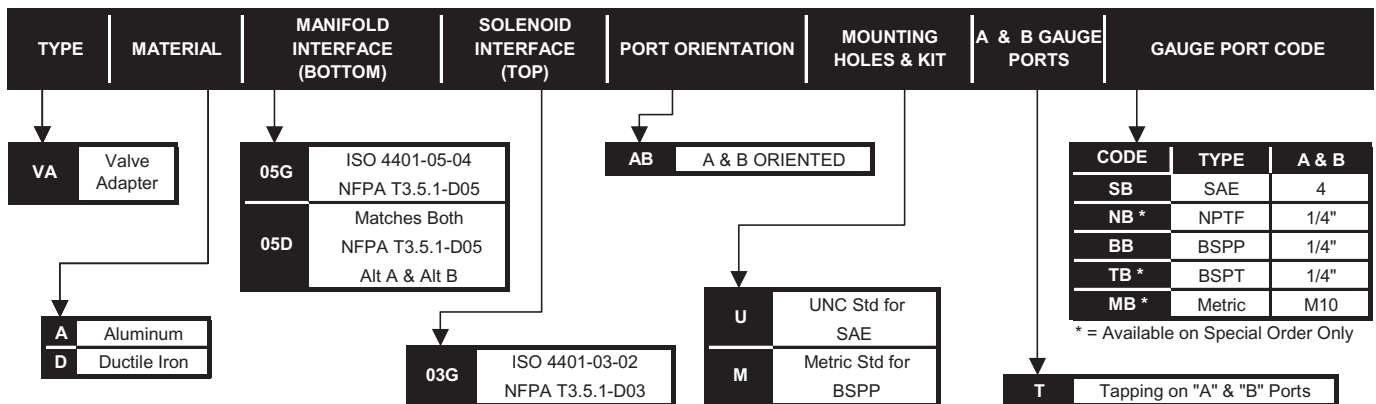 TYPE
MATERIAL
MANIFOLD
INTERFACE
(BOTTOM)
SOLENOID
INTERFACE
(TOP)
PORT ORIENTATION
MOUNTING
HOLES & KIT
A & B GAUGE
PORTS
GAUGE PORT CODE
VA
Valve
Adapter
A Aluminum
D Ductile Iron
05G
ISO 4401-05-04
NFPA T3.5.1-D05
05D
Matches Both
NFPA T3.5.1-D05
Alt A & Alt B
03G
ISO 4401-03-02
NFPA T3.5.1-D03
AB A & B ORIENTED
U
UNC Std for
SAE
M
Metric Std for
BSPP
T Tapping on "A" & "B" Ports
CODE TYPE A & B
SB SAE 4
NB * NPTF 1/4"
BB BSPP 1/4"
TB * BSPT 1/4"
MB * Metric M10
* = Available on Special Order Only